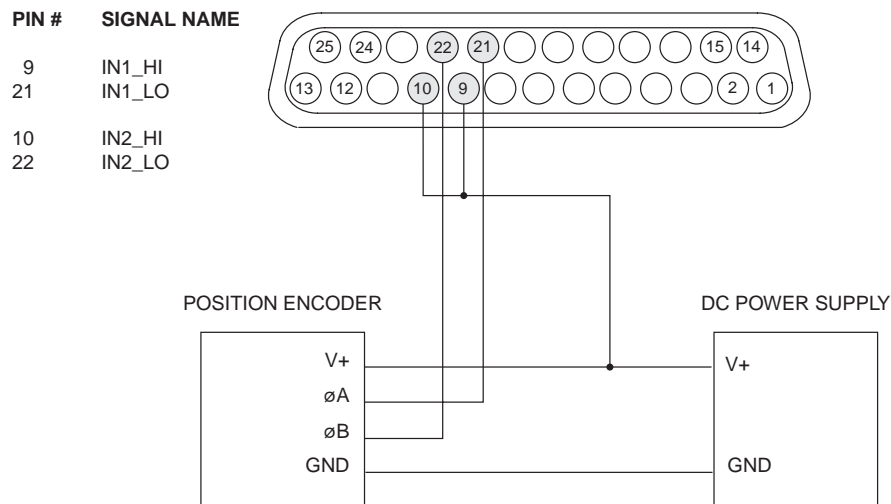 PIN # SIGNAL NAME
9 IN1_HI
21 IN1_LO
10 IN2_HI
22 IN2_LO
25 24 22 21 15 14
13 12 10 9 2 1
POSITION ENCODER
DC POWER SUPPLY
V+
øA
øB
GND
V+
GND